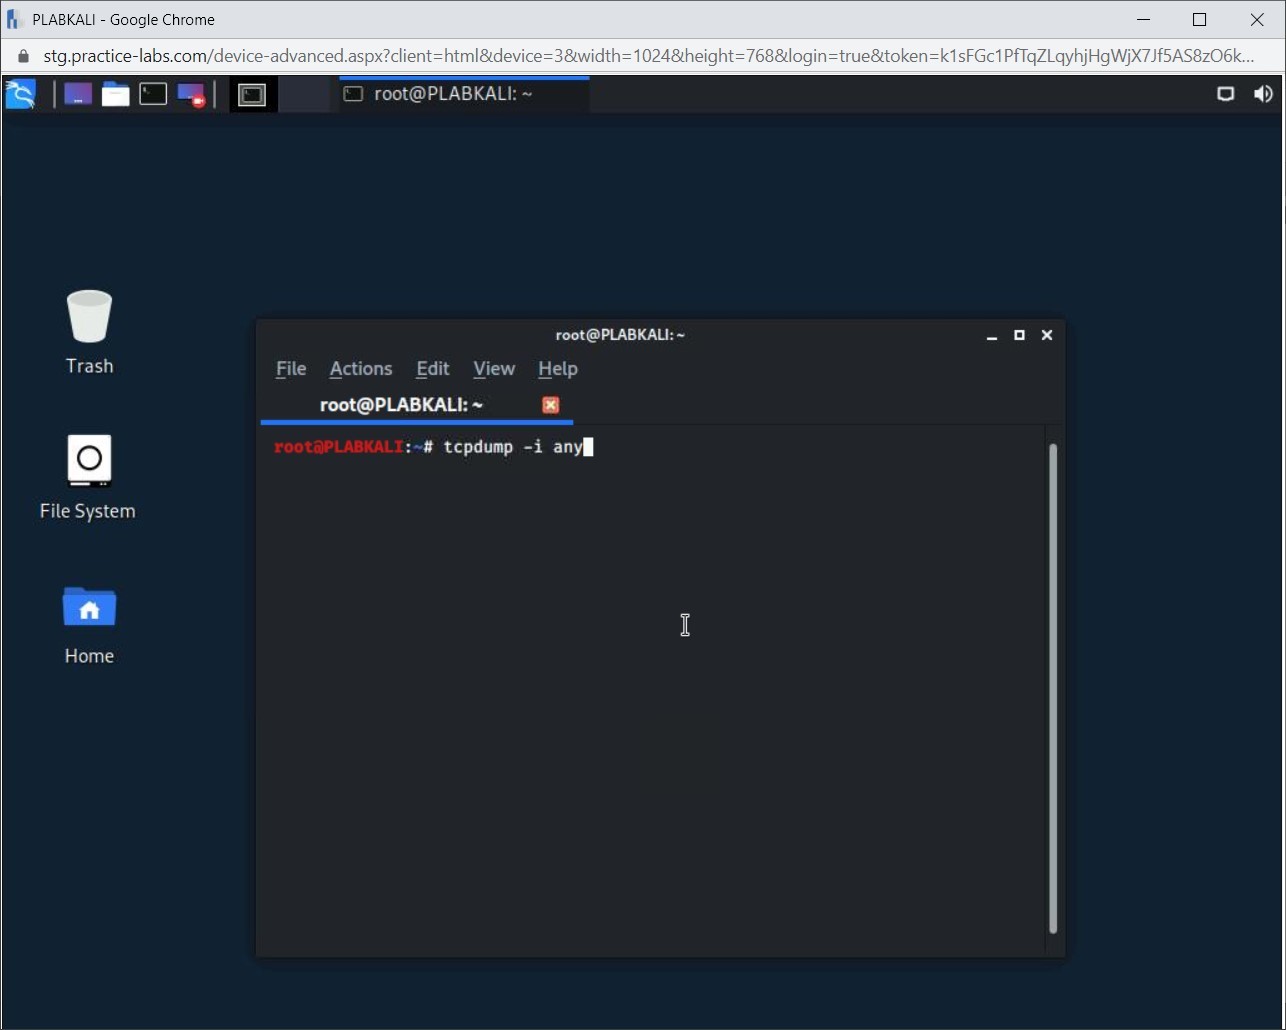 PLABKALI - Google Chrome
stg.practice-labs.com/device-advanced.aspx?client=html&device=3&width=1024&height=768&login=true&token=k1sFGc1PfTqZLqyhjHgWjX7Jf5AS8zO6k...
root@PLABKALI: ~
Trash
File System
Home
root@PLABKALI: ~
File Actions Edit View Help
root@PLABKALI: ~
root@PLABKALI:~# tcpdump -i any